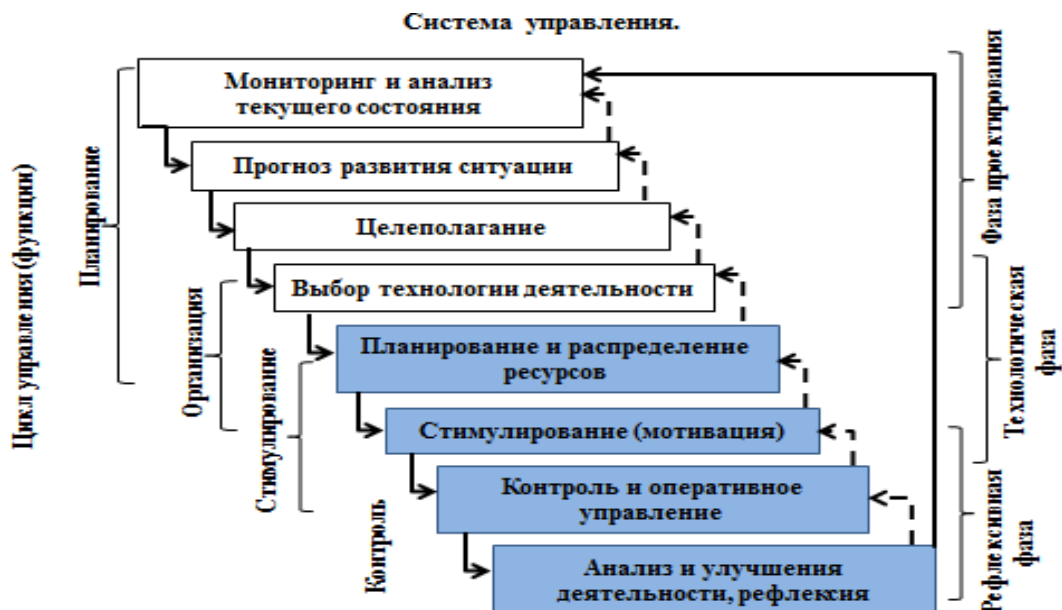 Система управления.
Мониторинг и анализ
текущего состояния
Прогноз развития ситуации
Целеполагание
Выбор технологии деятельности
Планирование и распределение
ресурсов
Стимулирование (мотивация)
Контроль и оперативное
управление
Анализ и улучшения
деятельности, рефлексия
Цикл управления (функции)
Планирование
Организация
Стимулирование
Контроль
Фаза проектирования
Технологическая
фаза
Рефлексивная
фаза